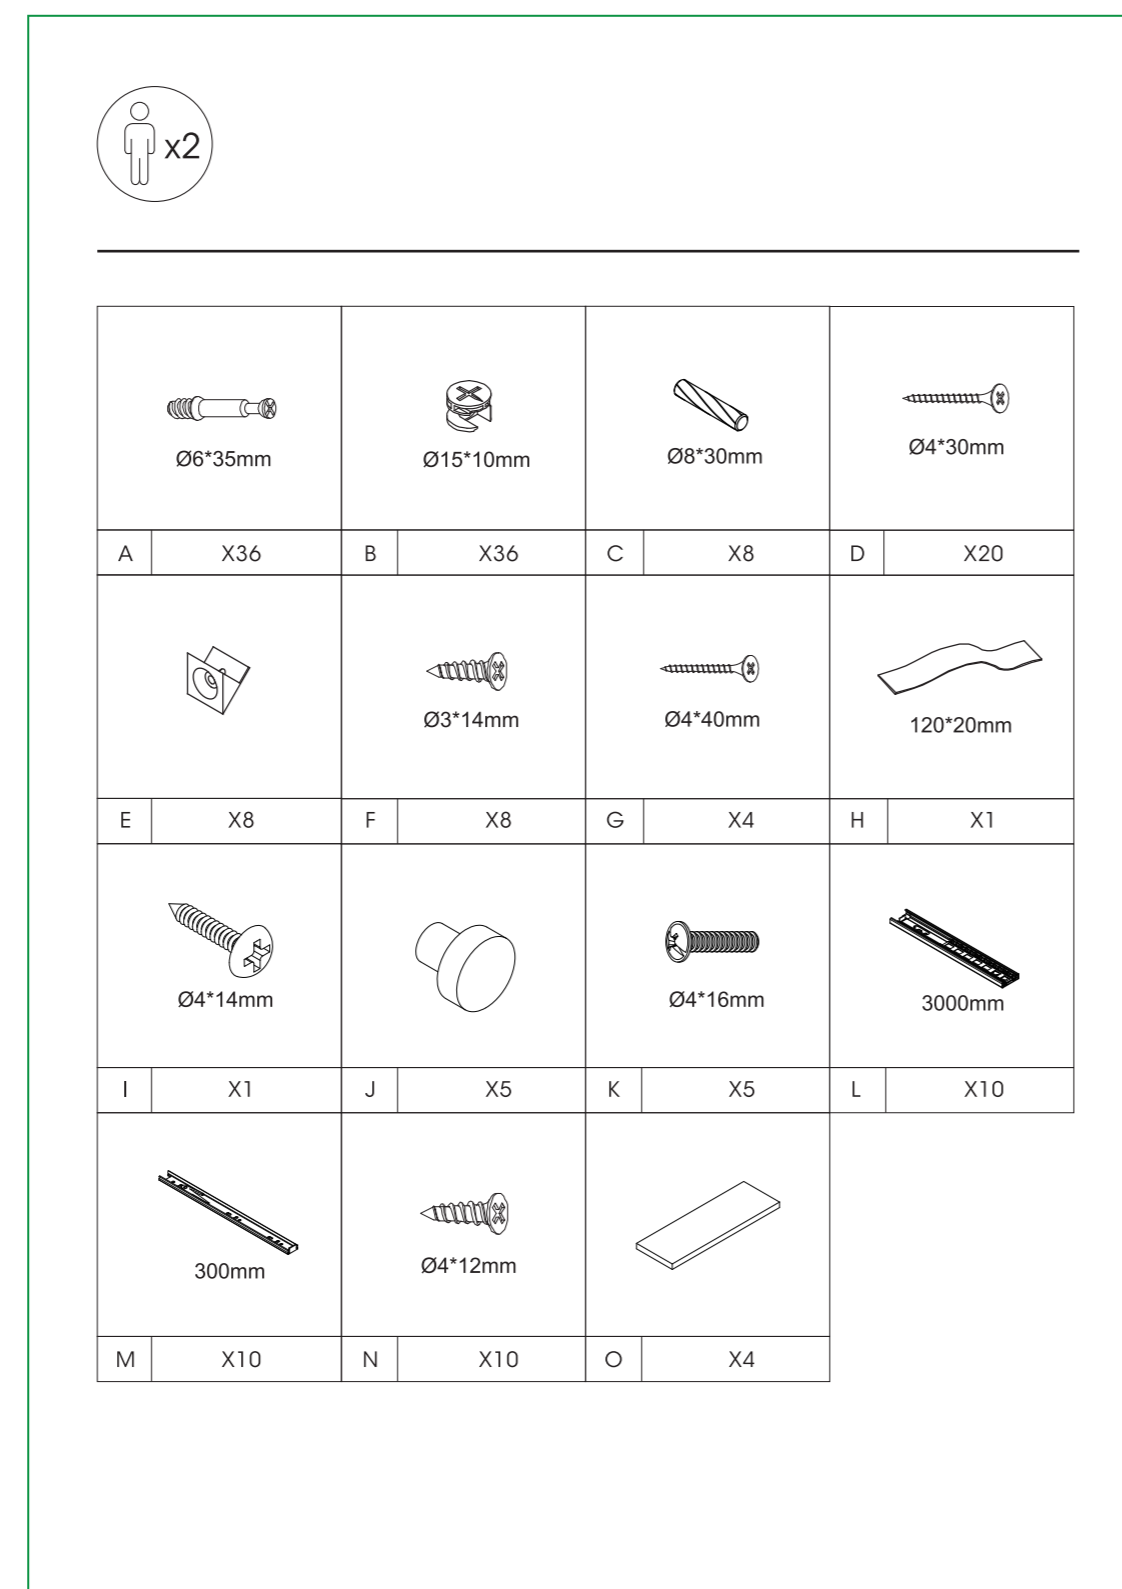 x2
Ø6*35mm
Ø15*10mm
Ø8*30mm
Ø4*30mm
A X36 B X36 C X8 D X20
Ø3*14mm
Ø4*40mm
120*20mm
E X8 F X8 G X4 H X1
Ø4*14mm
Ø4*16mm
3000mm
I X1 J X5 K X5 L X10
300mm
Ø4*12mm
M X10 N X10 O X4